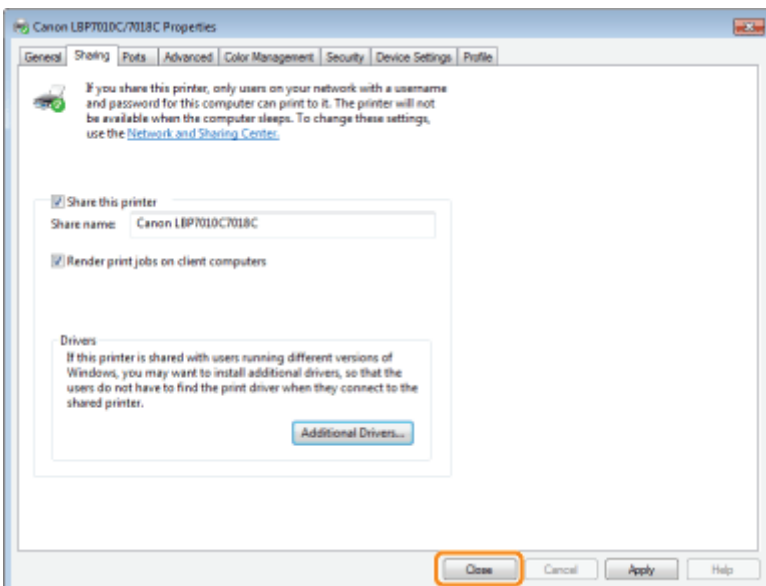 Canon LBP7010C/7018C Properties
General Sharing Ports Advanced Color Management Security Device Settings Profile
If you share this printer, only users on your network with a username
and password for this computer can print to it. The printer will not
be available when the computer sleeps. To change these settings,
use the Network and Sharing Center.
Share this printer
Share name: Canon LBP7010C7018C
Render print jobs on client computers
Drivers
If this printer is shared with users running different versions of
Windows, you may want to install additional drivers, so that the
users do not have to find the print driver when they connect to the
shared printer.
Additional Drivers...
Close Cancel Apply Help